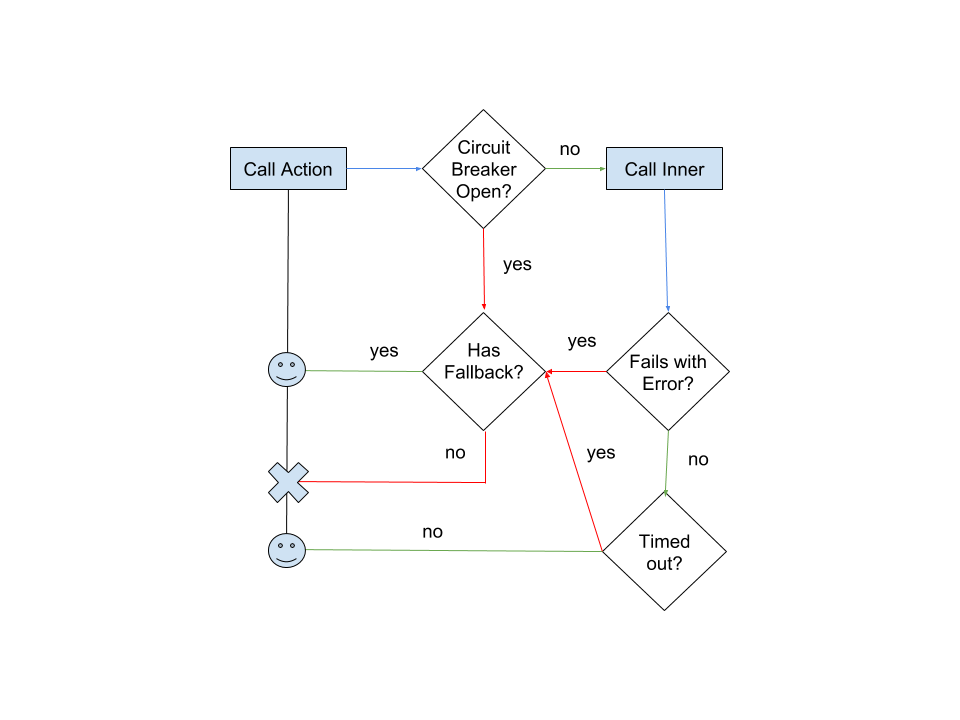 Call Action
Circuit
Breaker
Open?
no
Call Inner
yes
yes
Has
Fallback?
yes
Fails with
Error?
no
yes
no
no
Timed
out?